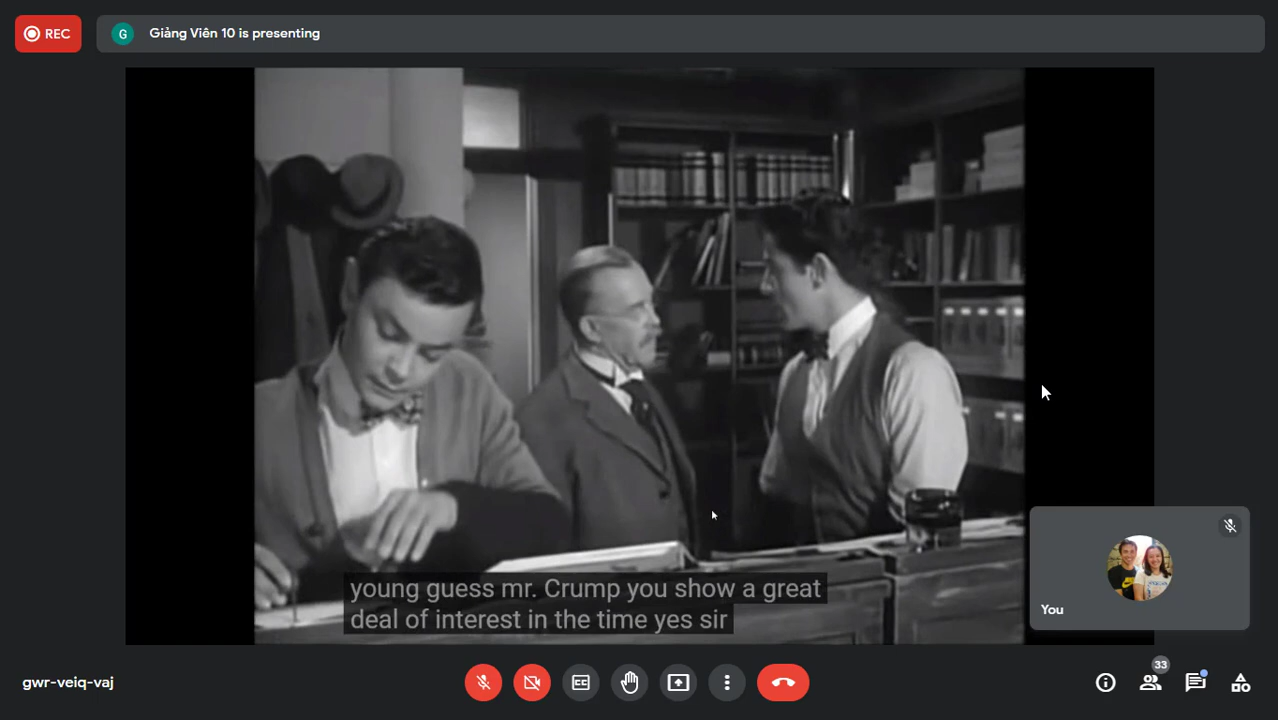 REC
G
Giảng Viên 10 is presenting
young guess mr. Crump you show a great
deal of interest in the time yes sir
You
gwr-veiq-vaj
CC
33